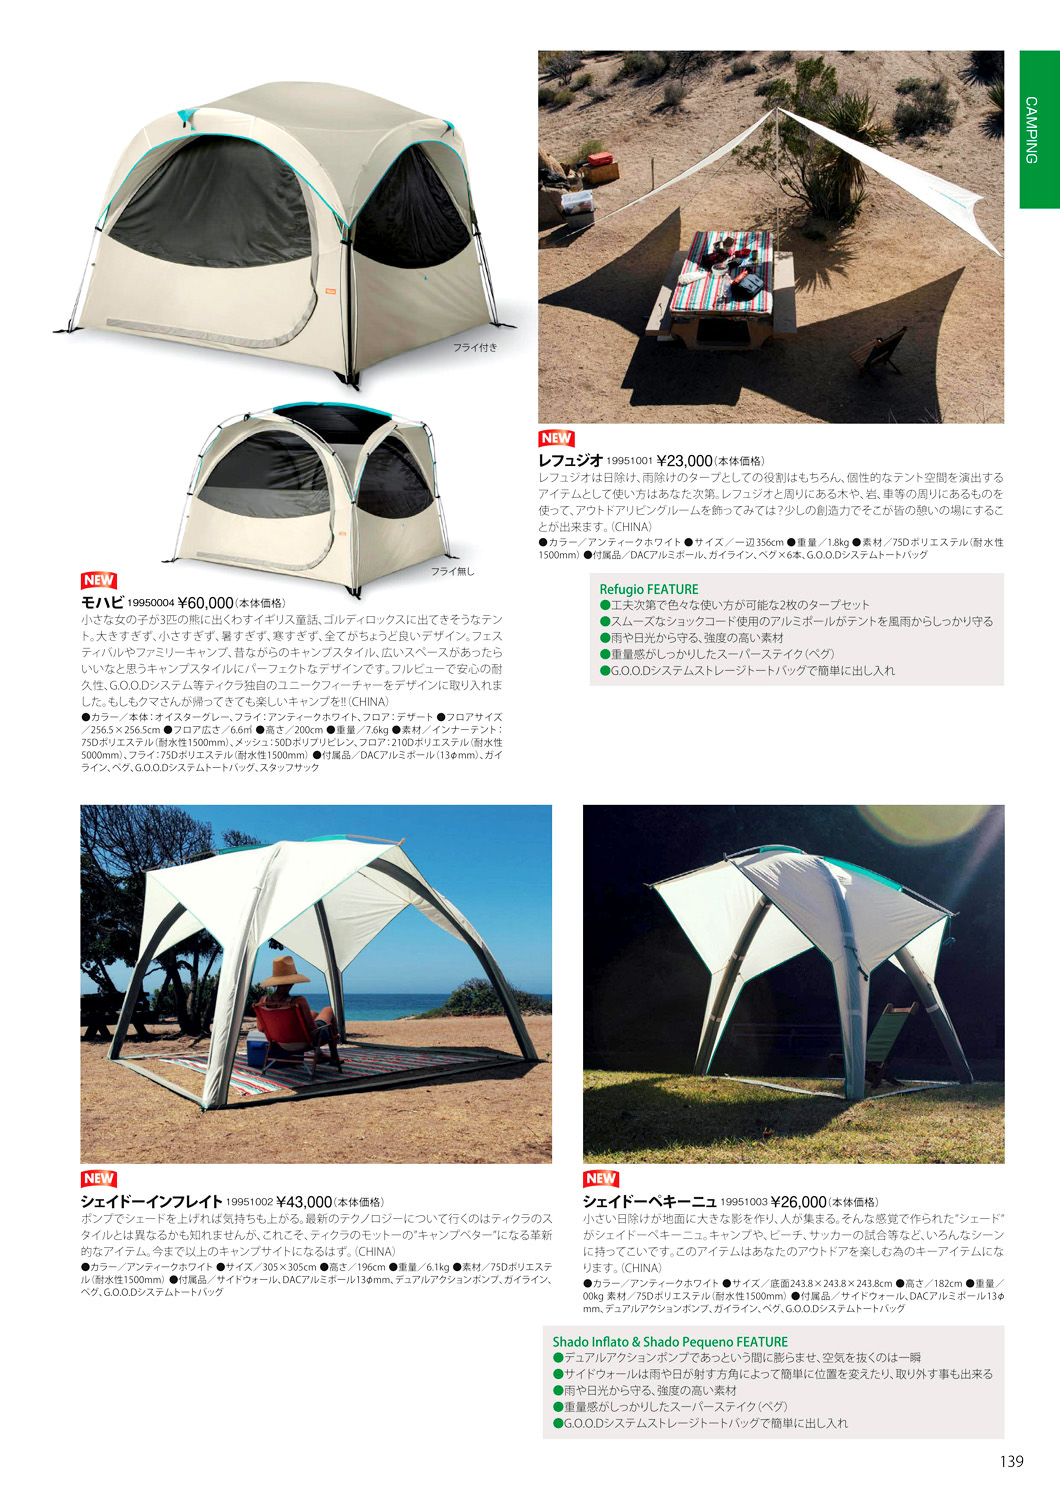 CAMPING
フライ付き
フライ無し
NEW
モハビ 19950004 ¥60,000(本体価格)
小さな女の子が3匹の熊に出くわすイギリス童話、ゴルディロックスに出てきそうなテン
ト。大きすぎず、小さすぎず、暑すぎず、寒すぎず、全てがちょうど良いデザイン。フェス
ティバルやファミリーキャンプ、昔ながらのキャンプスタイル、広いスペースがあったら
いいなと思うキャンプスタイルにパーフェクトなデザインです。フルビューで安心の耐
久性、G.O.O.Dシステム等ティクラ独自のユニークフィーチャーをデザインに取り入れま
した。もしもクマさんが帰ってきても楽しいキャンプを!!(CHINA)
●カラー/本体:オイスターグレー、フライ:アンティークホワイト、フロア:デザート ●フロアサイズ
/256.5×256.5cm ●フロア広さ/6.6㎡ ●高さ/200cm ●重量/7.6kg ●素材/インナーテント:
75Dポリエステル(耐水性1500mm)、メッシュ:50Dポリプリピレン、フロア:210Dポリエステル(耐水性
5000mm)、フライ:75Dポリエステル(耐水性1500mm) ●付属品/DACアルミポール(13φmm)、ガイ
ライン、ペグ、G.O.O.Dシステムトートバッグ、スタッフサック
NEW
レフュジオ 19951001 ¥23,000(本体価格)
レフュジオは日除け、雨除けのタープとしての役割はもちろん、個性的なテント空間を演出する
アイテムとして使い方はあなた次第。レフュジオと周りにある木や、岩、車等の周りにあるものを
使って、アウトドアリビングルームを飾ってみては?少しの創造力でそこが皆の憩いの場にするこ
とが出来ます。(CHINA)
●カラー/アンティークホワイト ●サイズ/一辺356cm ●重量/1.8kg ●素材/75Dポリエステル(耐水性
1500mm) ●付属品/DACアルミポール、ガイライン、ペグ×6本、G.O.O.Dシステムトートバッグ
Refugio FEATURE
●工夫次第で色々な使い方が可能な2枚のタープセット
●スムーズなショックコード使用のアルミポールがテントを風雨からしっかり守る
●雨や日光から守る、強度の高い素材
●重量感がしっかりしたスーパーステイク(ペグ)
●G.O.O.Dシステムストレージトートバッグで簡単に出し入れ
NEW
シェイドーインフレイト 19951002 ¥43,000(本体価格)
ポンプでシェードを上げれば気持ちも上がる。最新のテクノロジーについて行くのはティクラのス
タイルとは異なるかも知れませんが、これこそ、ティクラのモットーの“キャンプベター”になる革新
的なアイテム。今まで以上のキャンプサイトになるはず。(CHINA)
●カラー/アンティークホワイト ●サイズ/305×305cm ●高さ/196cm ●重量/6.1kg ●素材/75Dポリエステ
ル(耐水性1500mm) ●付属品/サイドウォール、DACアルミポール13φmm、デュアルアクションポンプ、ガイライン、
ペグ、G.O.O.Dシステムトートバッグ
NEW
シェイドーペキーニュ 19951003 ¥26,000(本体価格)
小さい日除けが地面に大きな影を作り、人が集まる。そんな感覚で作られた“シェード”
がシェイドーペキーニュ。キャンプや、ビーチ、サッカーの試合等など、いろんなシーン
に持ってこいです。このアイテムはあなたのアウトドアを楽しむ為のキーアイテムにな
ります。(CHINA)
●カラー/アンティークホワイト ●サイズ/底面243.8×243.8×243.8cm ●高さ/182cm ●重量/
00kg 素材/75Dポリエステル(耐水性1500mm) ●付属品/サイドウォール、DACアルミポール13φ
mm、デュアルアクションポンプ、ガイライン、ペグ、G.O.O.Dシステムトートバッグ
Shado Inflato & Shado Pequeno FEATURE
●デュアルアクションポンプであっという間に膨らませ、空気を抜くのは一瞬
●サイドウォールは雨や日が射す方角によって簡単に位置を変えたり、取り外す事も出来る
●雨や日光から守る、強度の高い素材
●重量感がしっかりしたスーパーステイク(ペグ)
●G.O.O.Dシステムストレージトートバッグで簡単に出し入れ
139